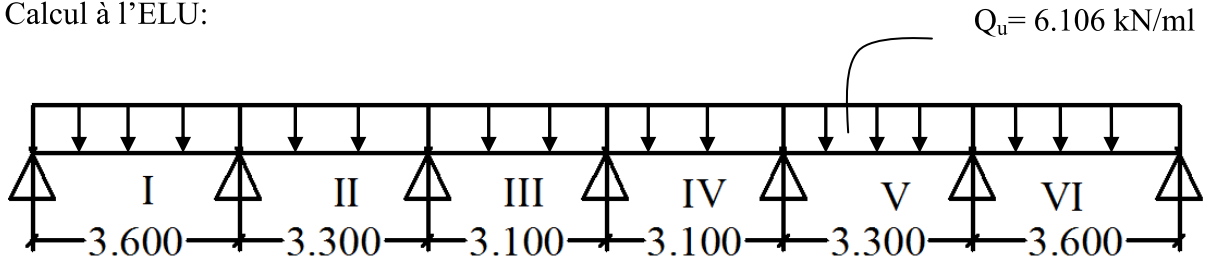 Calcul à l’ELU:
Qu= 6.106 kN/ml
I II III IV V VI
3.600 3.300 3.100 3.100 3.300 3.600